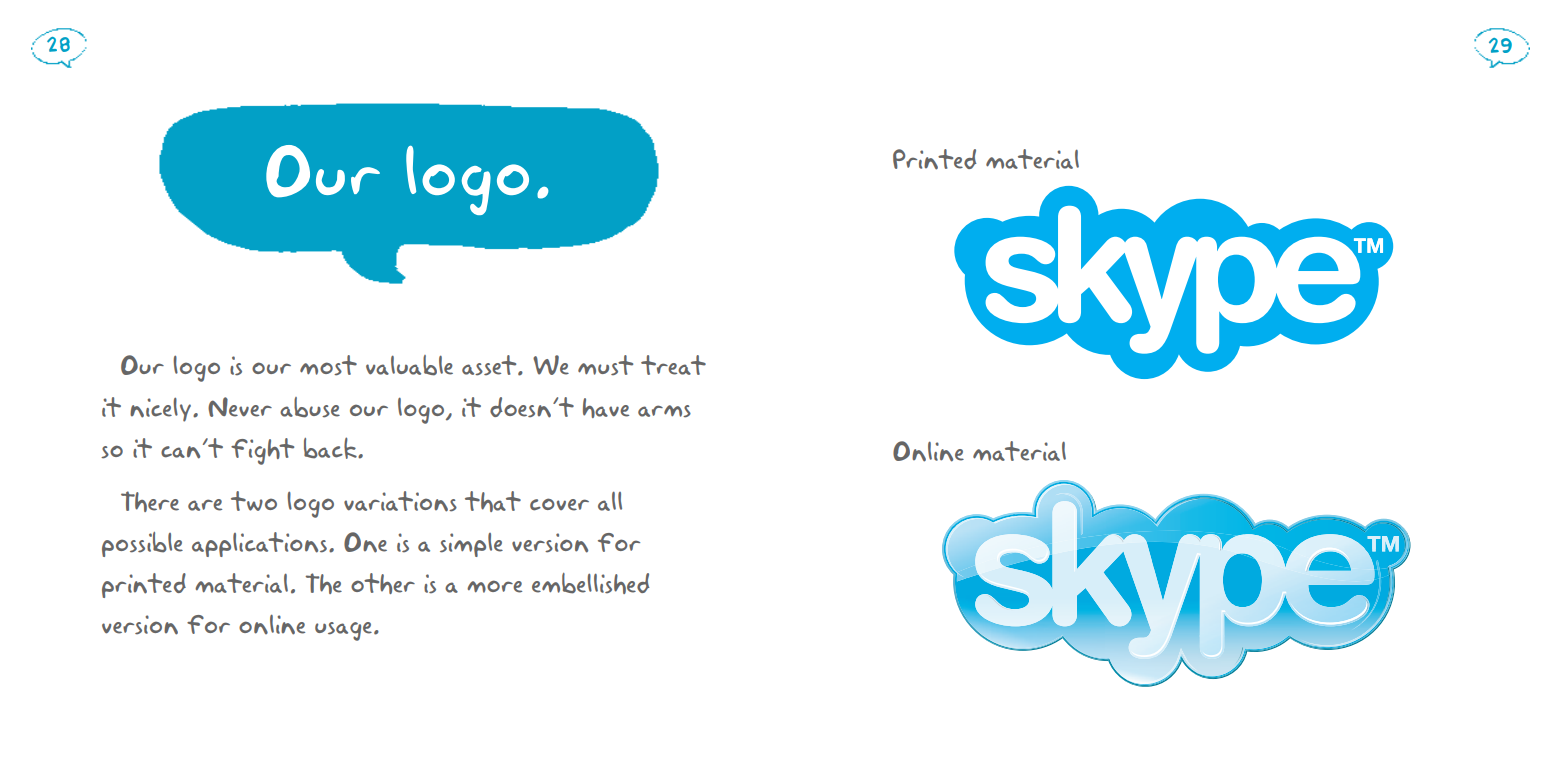 28
Our logo.
Our logo is our most valuable asset. We must treat
it nicely. Never abuse our logo, it doesn't have arms
so it can't fight back.
There are two logo variations that cover all
possible applications. One is a simple version for
printed material. The other is a more embellished
version for online usage.
29
Printed material
skype™
Online material
skype™